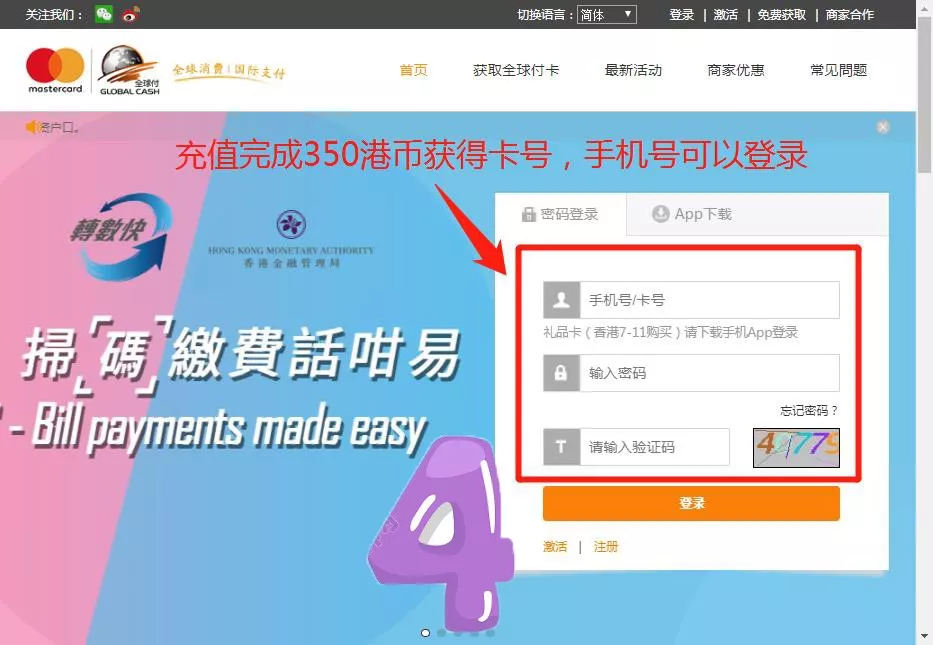 关注我们：
切换语言：简体 登录 | 激活 | 免费获取 | 商家合作
mastercard
全球付
GLOBAL CASH
全球消费 | 国际支付
首页 获取全球付卡 最新活动 商家优惠 常见问题
资户口。
充值完成350港币获得卡号，手机号可以登录
轉數快
HONG KONG MONETARY AUTHORITY
香港金融管理局
掃碼繳費話咁易
- Bill payments made easy
4
密码登录 App下载
手机号/卡号
礼品卡（香港7-11购买）请下载手机App登录
输入密码
忘记密码？
T
请输入验证码
登录
激活 | 注册